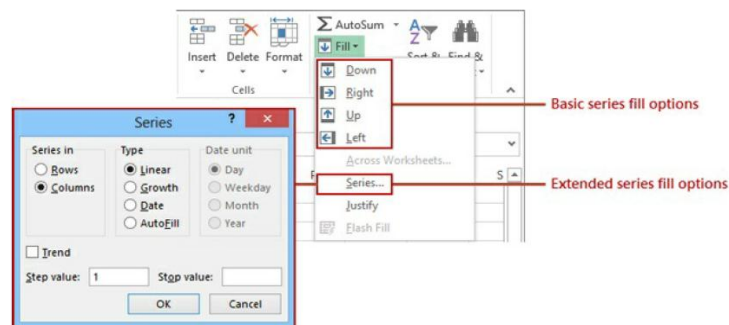 AutoSum
Fill
Insert Delete Format
Sort & Find &
Cells
Down
Right
Up
Left
Across Worksheets...
Series...
Justify
Flash Fill
S
Basic series fill options
Extended series fill options
Series ?
Series in
Rows
Columns
Type
Linear
Growth
Date
AutoFill
Date unit
Day
Weekday
Month
Year
Trend
Step value: 1 Stop value:
OK Cancel